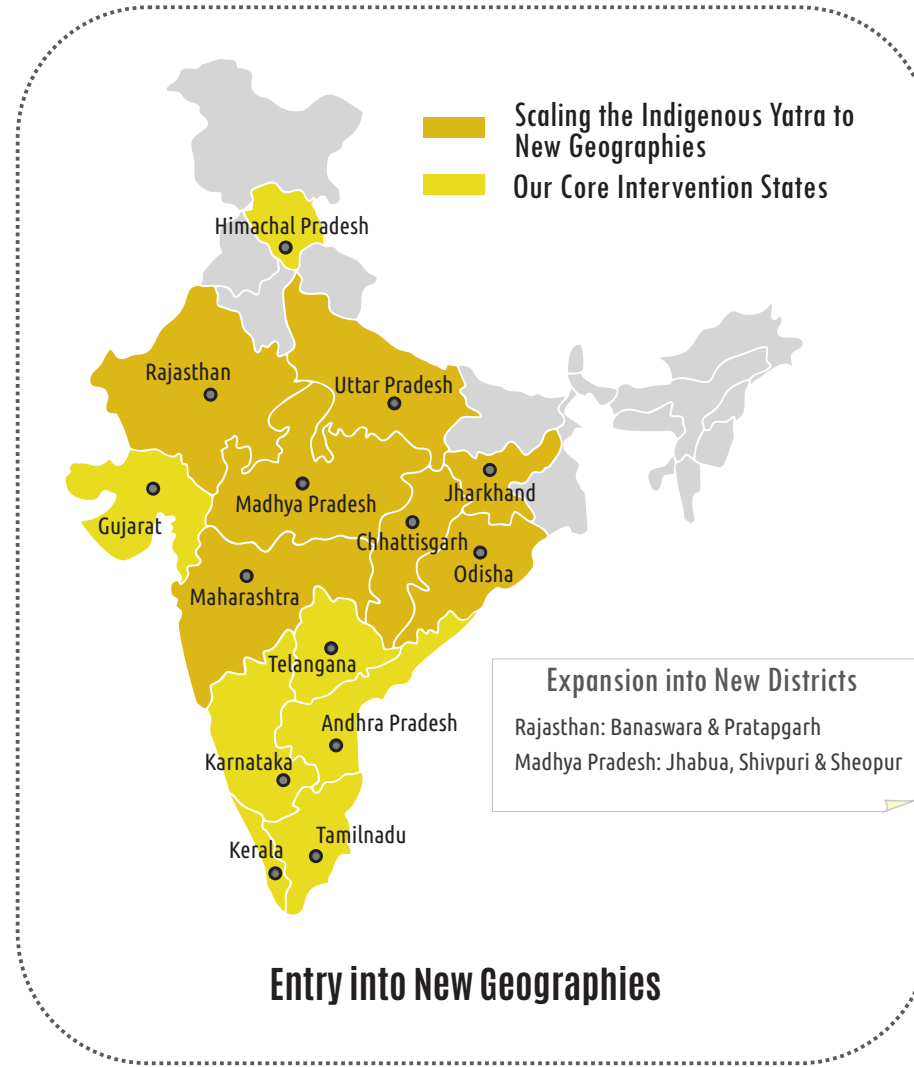 Scaling the Indigenous Yatra to
New Geographies
Our Core Intervention States
Himachal Pradesh
Rajasthan
Uttar Pradesh
Gujarat
Madhya Pradesh
Jharkhand
Chhattisgarh
Odisha
Maharashtra
Telangana
Andhra Pradesh
Karnataka
Kerala
Tamilnadu
Expansion into New Districts
Rajasthan: Banaswara & Pratapgarh
Madhya Pradesh: Jhabua, Shivpuri & Sheopur
Entry into New Geographies